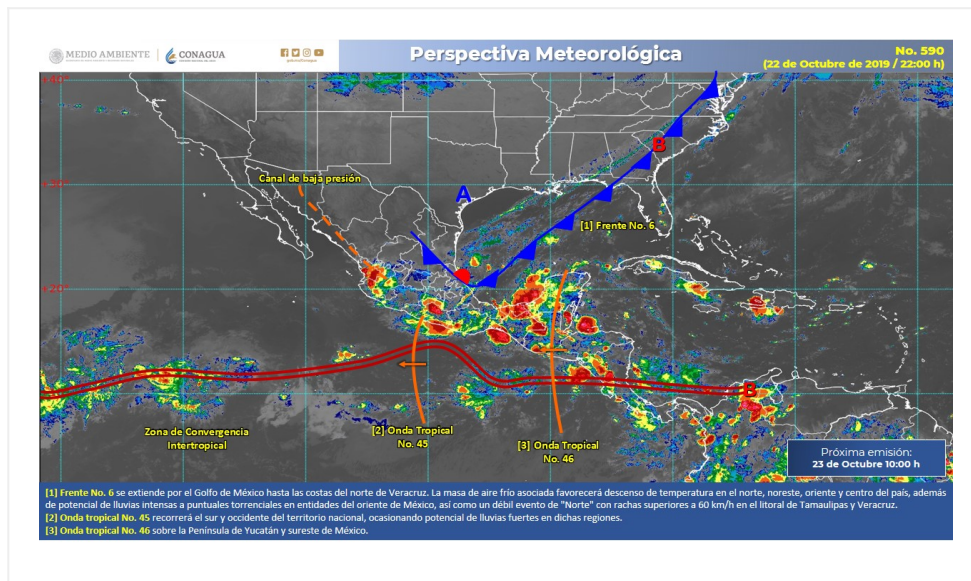 MEDIO AMBIENTE
CONAGUA
Perspectiva Meteorológica
No. 590
(22 de Octubre de 2019 / 22:00 h)
+40°
B
Canal de baja presión
A
[1] Frente No. 6
+20°
B
Zona de Convergencia
Intertropical
[2] Onda Tropical
No. 45
[3] Onda Tropical
No. 46
Próxima emisión:
23 de Octubre 10:00 h
[1] Frente No. 6 se extiende por el Golfo de México hasta las costas del norte de Veracruz. La masa de aire frío asociada favorecerá descenso de temperatura en el norte, noreste, oriente y centro del país, además
de potencial de lluvias intensas a puntuales torrenciales en entidades del oriente de México, así como un débil evento de "Norte" con rachas superiores a 60 km/h en el litoral de Tamaulipas y Veracruz.
[2] Onda tropical No. 45 recorrerá el sur y occidente del territorio nacional, ocasionando potencial de lluvias fuertes en dichas regiones.
[3] Onda tropical No. 46 sobre la Península de Yucatán y sureste de México.